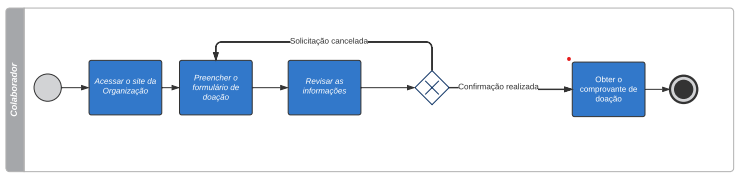 Colaborador
Solicitação cancelada
Acessar o site da
Organização
Preencher o
formulário de
doação
Revisar as
informações
Confirmação realizada
Obter o
comprovante de
doação